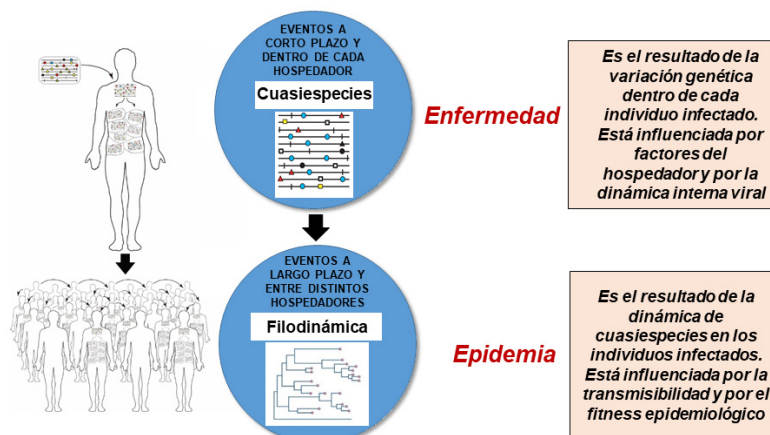 EVENTOS A
CORTO PLAZO Y
DENTRO DE CADA
HOSPEDADOR
Cuasiespecies
Enfermedad
Es el resultado de la
variación genética
dentro de cada
individuo infectado.
Está influenciada por
factores del
hospedador y por la
dinámica interna viral
EVENTOS A
LARGO PLAZO Y
ENTRE DISTINTOS
HOSPEDADORES
Filodinámica
Epidemia
Es el resultado de la
dinámica de
cuasiespecies en los
individuos infectados.
Está influenciada por la
transmisibilidad y por el
fitness epidemiológico